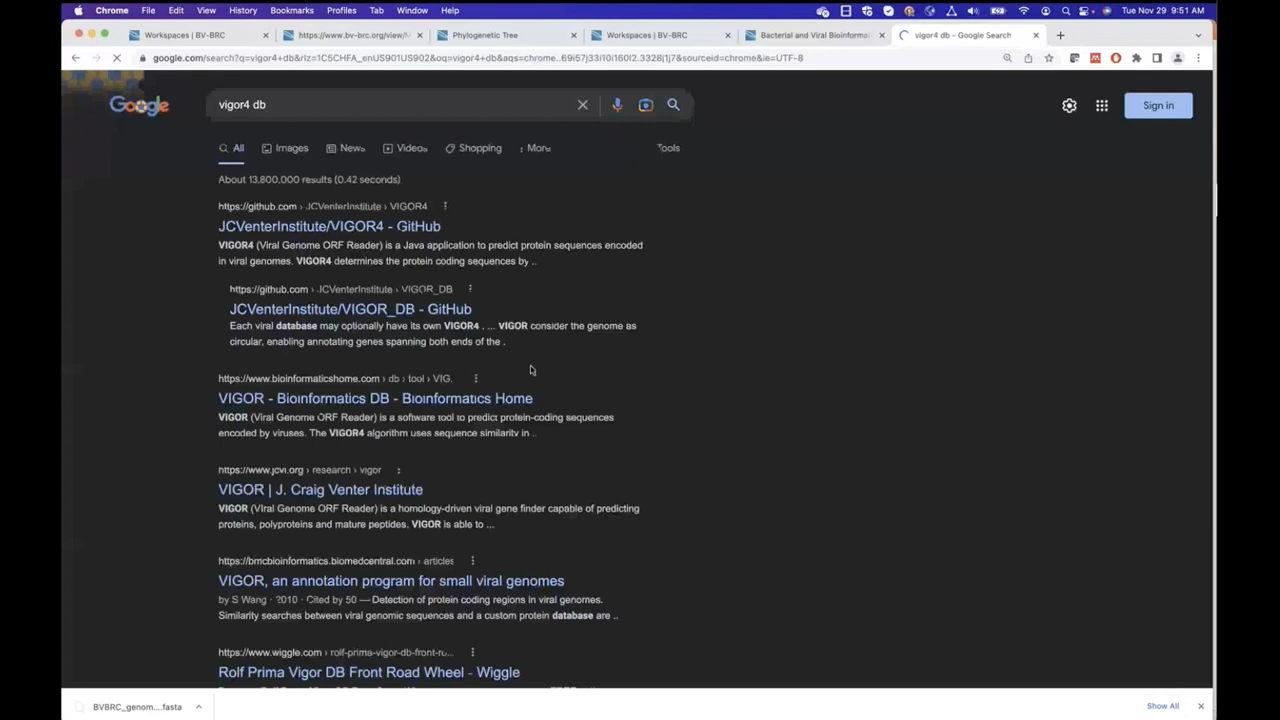 Chrome File Edit View History Bookmarks Profiles Tab Window Help Tue Nov 29 9:51 AM
Workspaces | BV-BRC × https://www.bv-brc.org/view/ × Phylogenetic Tree × Workspaces | BV-BRC × Bacterial and Viral Bioinformat × vigor4 db - Google Search ×
google.com/search?q=vigor4+db&rlz=1C5CHFA_enUS901US902&oq=vigor4+db&aqs=chrome..69i57j33i10i160l2.3328j1j7&sourceid=chrome&ie=UTF-8
Google vigor4 db Sign in
All Images News Videos Shopping More Tools
About 13,800,000 results (0.42 seconds)
https://github.com › JCVenterInstitute › VIGOR4
JCVenterInstitute/VIGOR4 - GitHub
VIGOR4 (Viral Genome ORF Reader) is a Java application to predict protein sequences encoded
in viral genomes. VIGOR4 determines the protein coding sequences by ..
https://github.com › JCVenterInstitute › VIGOR_DB
JCVenterInstitute/VIGOR_DB - GitHub
Each viral database may optionally have its own VIGOR4 . ... VIGOR consider the genome as
circular, enabling annotating genes spanning both ends of the .
https://www.bioinformaticshome.com › db › tool › VIG.
VIGOR - Bioinformatics DB - Bioinformatics Home
VIGOR (Viral Genome ORF Reader) is a software tool to predict protein-coding sequences
encoded by viruses. The VIGOR4 algorithm uses sequence similarity in ..
https://www.jcvi.org › research › vigor
VIGOR | J. Craig Venter Institute
VIGOR (Viral Genome ORF Reader) is a homology-driven viral gene finder capable of predicting
proteins, polyproteins and mature peptides. VIGOR is able to ...
https://bmcbioinformatics.biomedcentral.com › articles
VIGOR, an annotation program for small viral genomes
by S Wang · 2010 · Cited by 50 — Detection of protein coding regions in viral genomes.
Similarity searches between viral genomic sequences and a custom protein database are ..
https://www.wiggle.com › rolf-prima-vigor-db-front-ro...
Rolf Prima Vigor DB Front Road Wheel - Wiggle
BVBRC_genom....fasta Show All